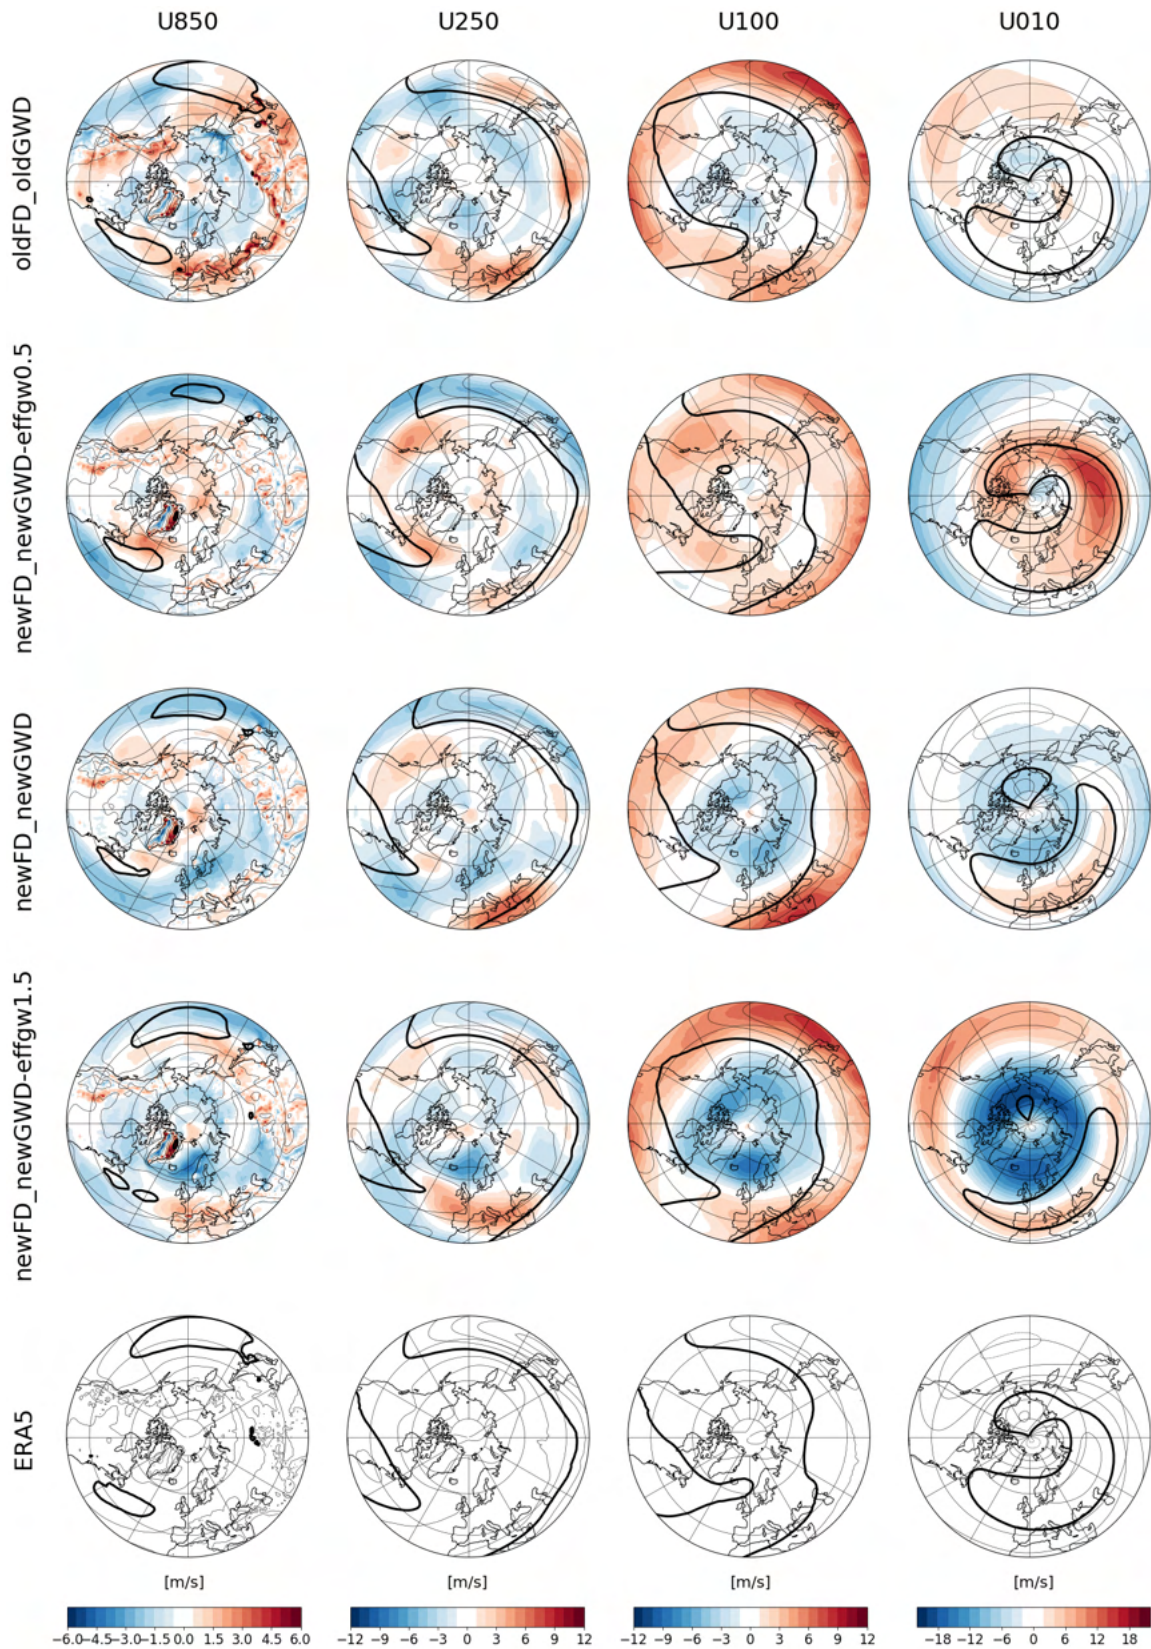 U850 U250 U100 U010
oldFD_oldGWD
newFD_newGWD-effgw0.5
newFD_newGWD
newFD_newGWD-effgw1.5
ERA5
[m/s] [m/s] [m/s] [m/s]
−6.0 −4.5 −3.0 −1.5 0.0 1.5 3.0 4.5 6.0 −12 −9 −6 −3 0 3 6 9 12 −12 −9 −6 −3 0 3 6 9 12 −18 −12 −6 0 6 12 18